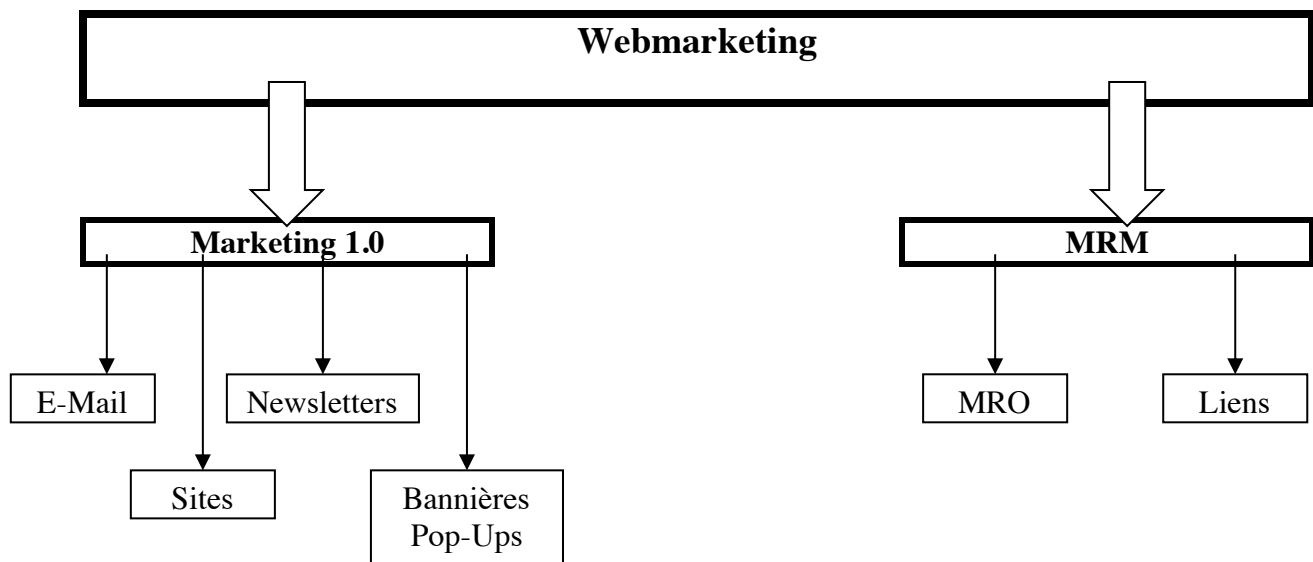 Webmarketing
Marketing 1.0
MRM
E-Mail
Newsletters
MRO
Liens
Sites
Bannières
Pop-Ups